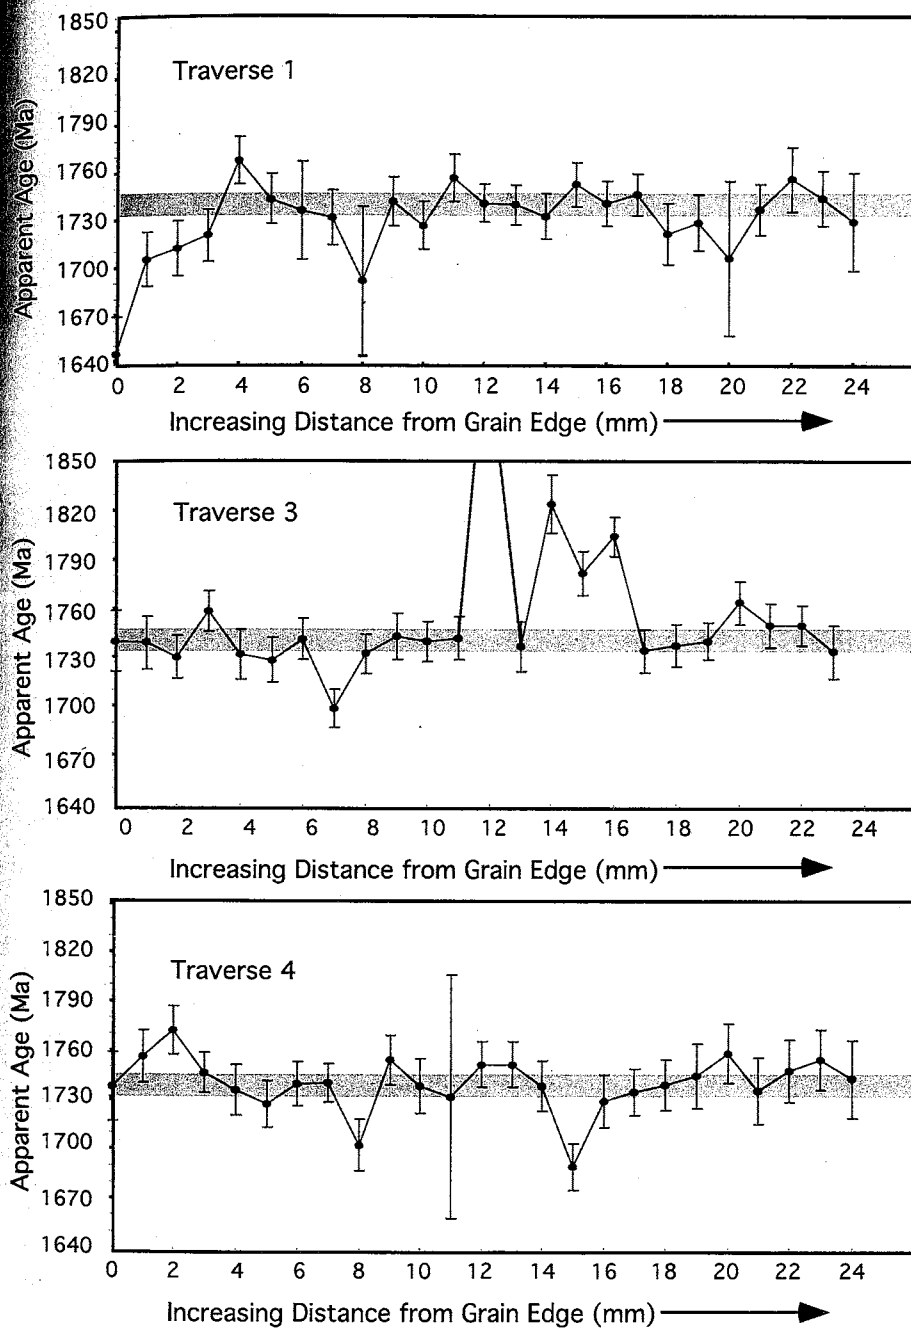 1850
Traverse 1
1820
1790
1760
1730
1700
1670
1640
Apparent Age (Ma)
0 2 4 6 8 10 12 14 16 18 20 22 24
Increasing Distance from Grain Edge (mm)
1850
Traverse 3
1820
1790
1760
1730
1700
1670
1640
Apparent Age (Ma)
0 2 4 6 8 10 12 14 16 18 20 22 24
Increasing Distance from Grain Edge (mm)
1850
1820
Traverse 4
1790
1760
1730
1700
1670
1640
Apparent Age (Ma)
0 2 4 6 8 10 12 14 16 18 20 22 24
Increasing Distance from Grain Edge (mm)